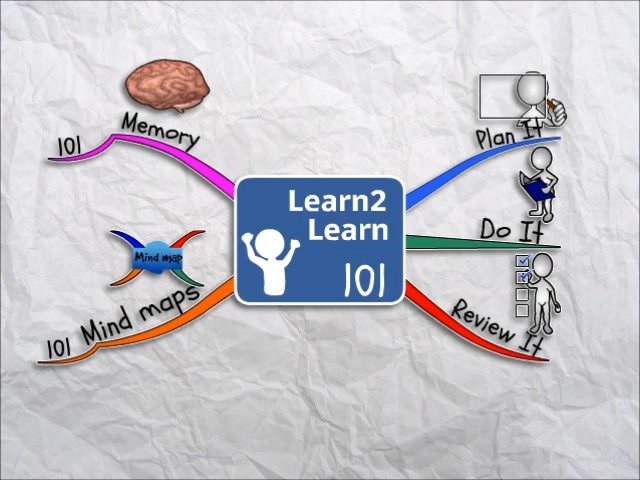 Learn2
Learn
101
Plan It
Do It
Review It
Memory
101
Mind map
Mind maps
101